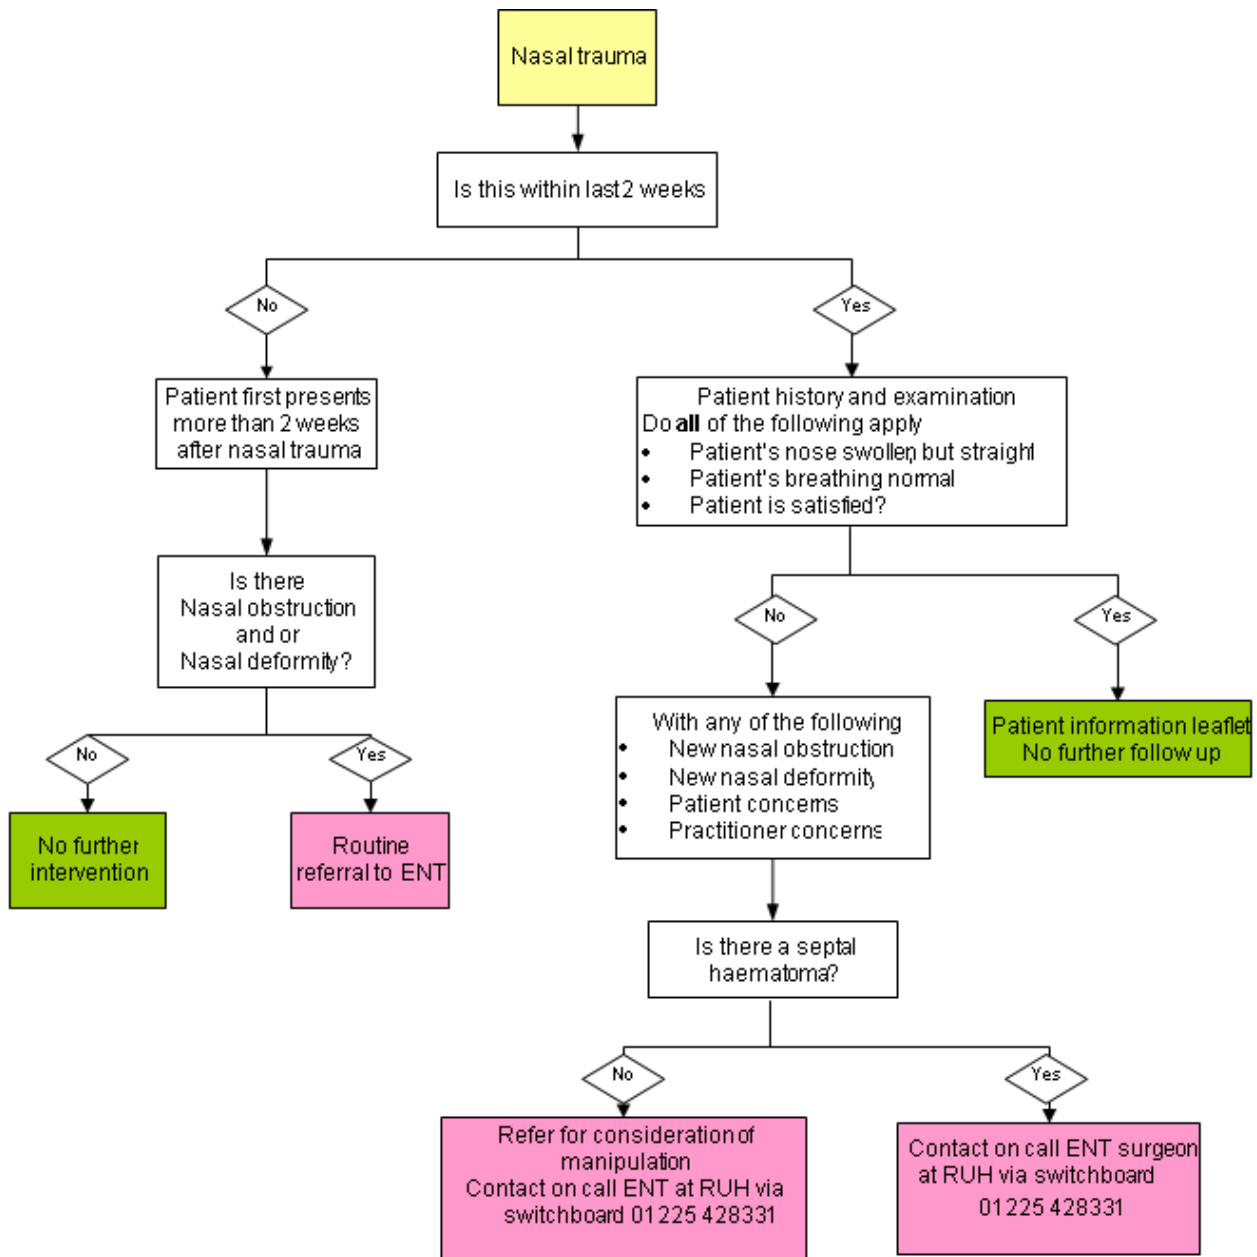 Nasal trauma
Is this within last 2 weeks
No
Yes
Patient first presents
more than 2 weeks
after nasal trauma
Patient history and examination
Do all of the following apply
• Patient's nose swollen, but straight
• Patient's breathing normal
• Patient is satisfied?
Is there
Nasal obstruction
and or
Nasal deformity?
No
Yes
No
Yes
With any of the following
• New nasal obstruction
• New nasal deformity
• Patient concerns
• Practitioner concerns
Patient information leaflet
No further follow up
No further
intervention
Routine
referral to ENT
Is there a septal
haematoma?
No
Yes
Refer for consideration of
manipulation
Contact on call ENT at RUH via
switchboard 01225 428331
Contact on call ENT surgeon
at RUH via switchboard
01225 428331